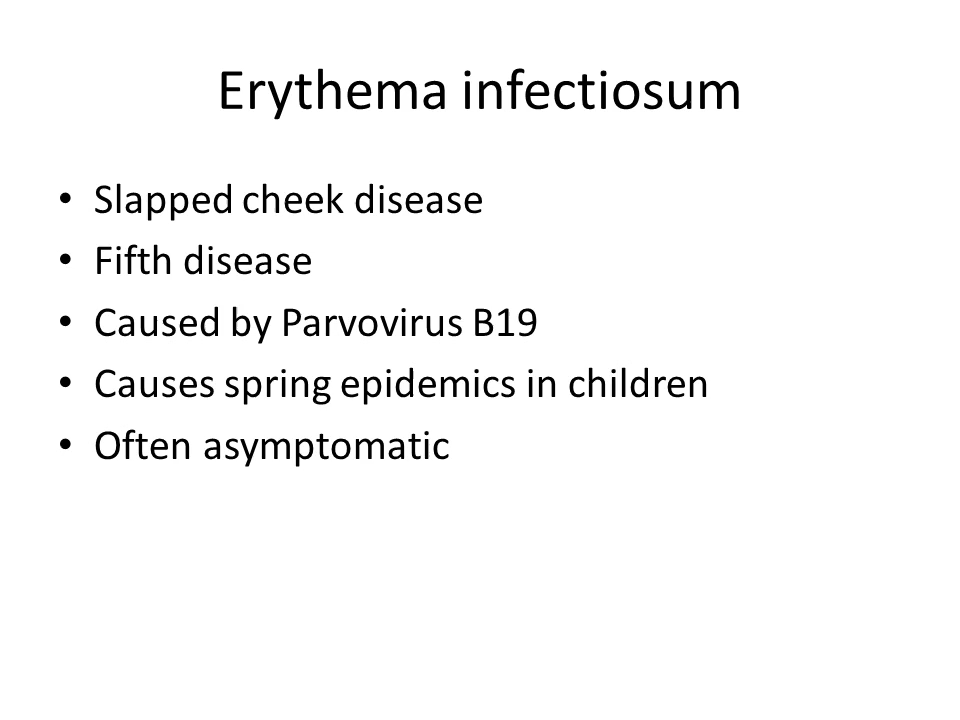 Erythema infectiosum
• Slapped cheek disease
• Fifth disease
• Caused by Parvovirus B19
• Causes spring epidemics in children
• Often asymptomatic